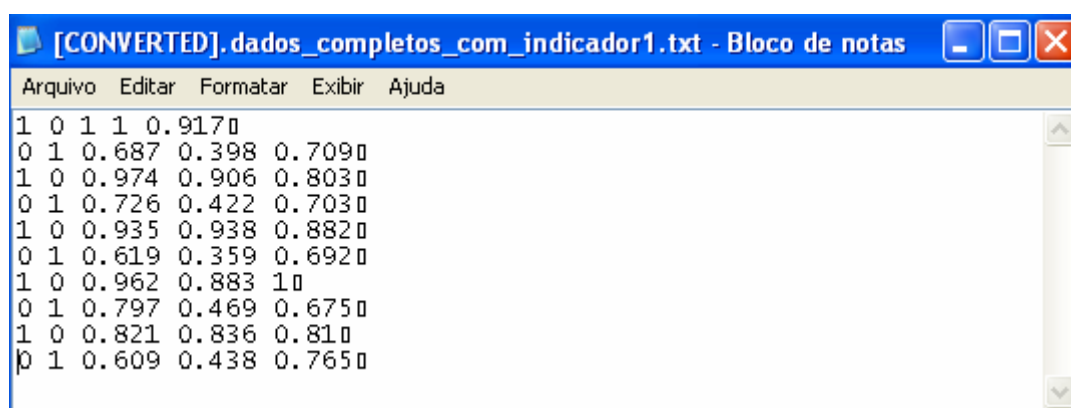 [CONVERTED].dados_completos_com_indicador1.txt - Bloco de notas
Arquivo Editar Formatar Exibir Ajuda
1 0 1 1 0.917▯
0 1 0.687 0.398 0.709▯
1 0 0.974 0.906 0.803▯
0 1 0.726 0.422 0.703▯
1 0 0.935 0.938 0.882▯
0 1 0.619 0.359 0.692▯
1 0 0.962 0.883 1▯
0 1 0.797 0.469 0.675▯
1 0 0.821 0.836 0.81▯
0 1 0.609 0.438 0.765▯